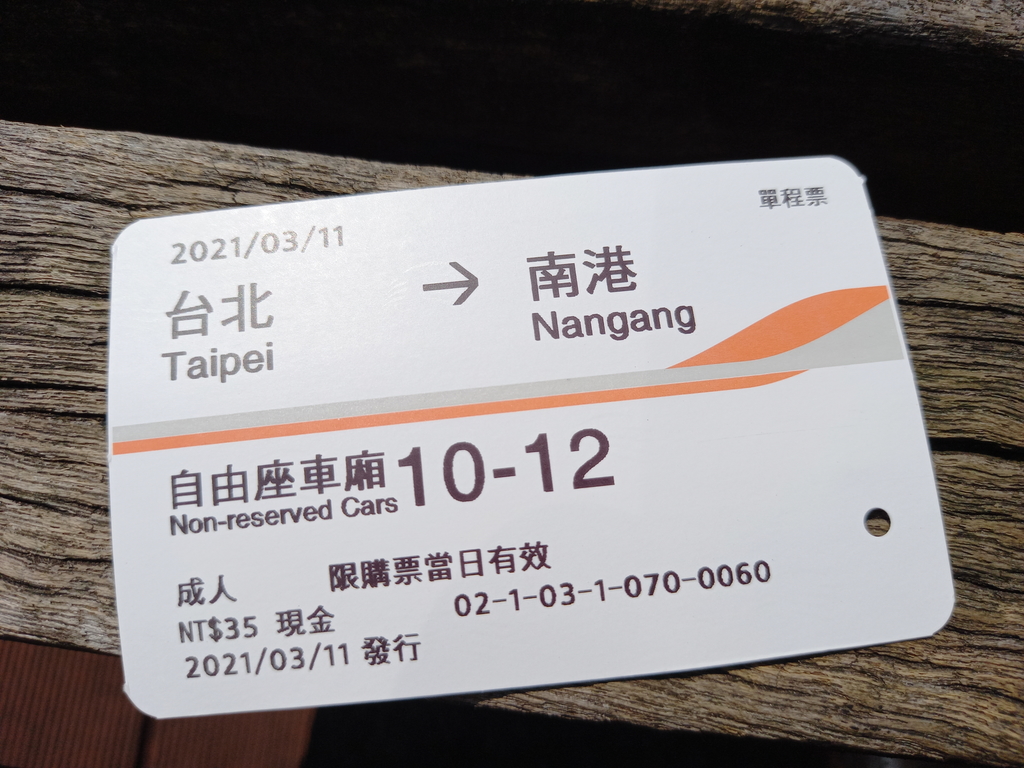 單程票
2021/03/11
台北 → 南港
Taipei Nangang
自由座車廂 10-12
Non-reserved Cars
成人 限購票當日有效
NT$35 現金 02-1-03-1-070-0060
2021/03/11 發行